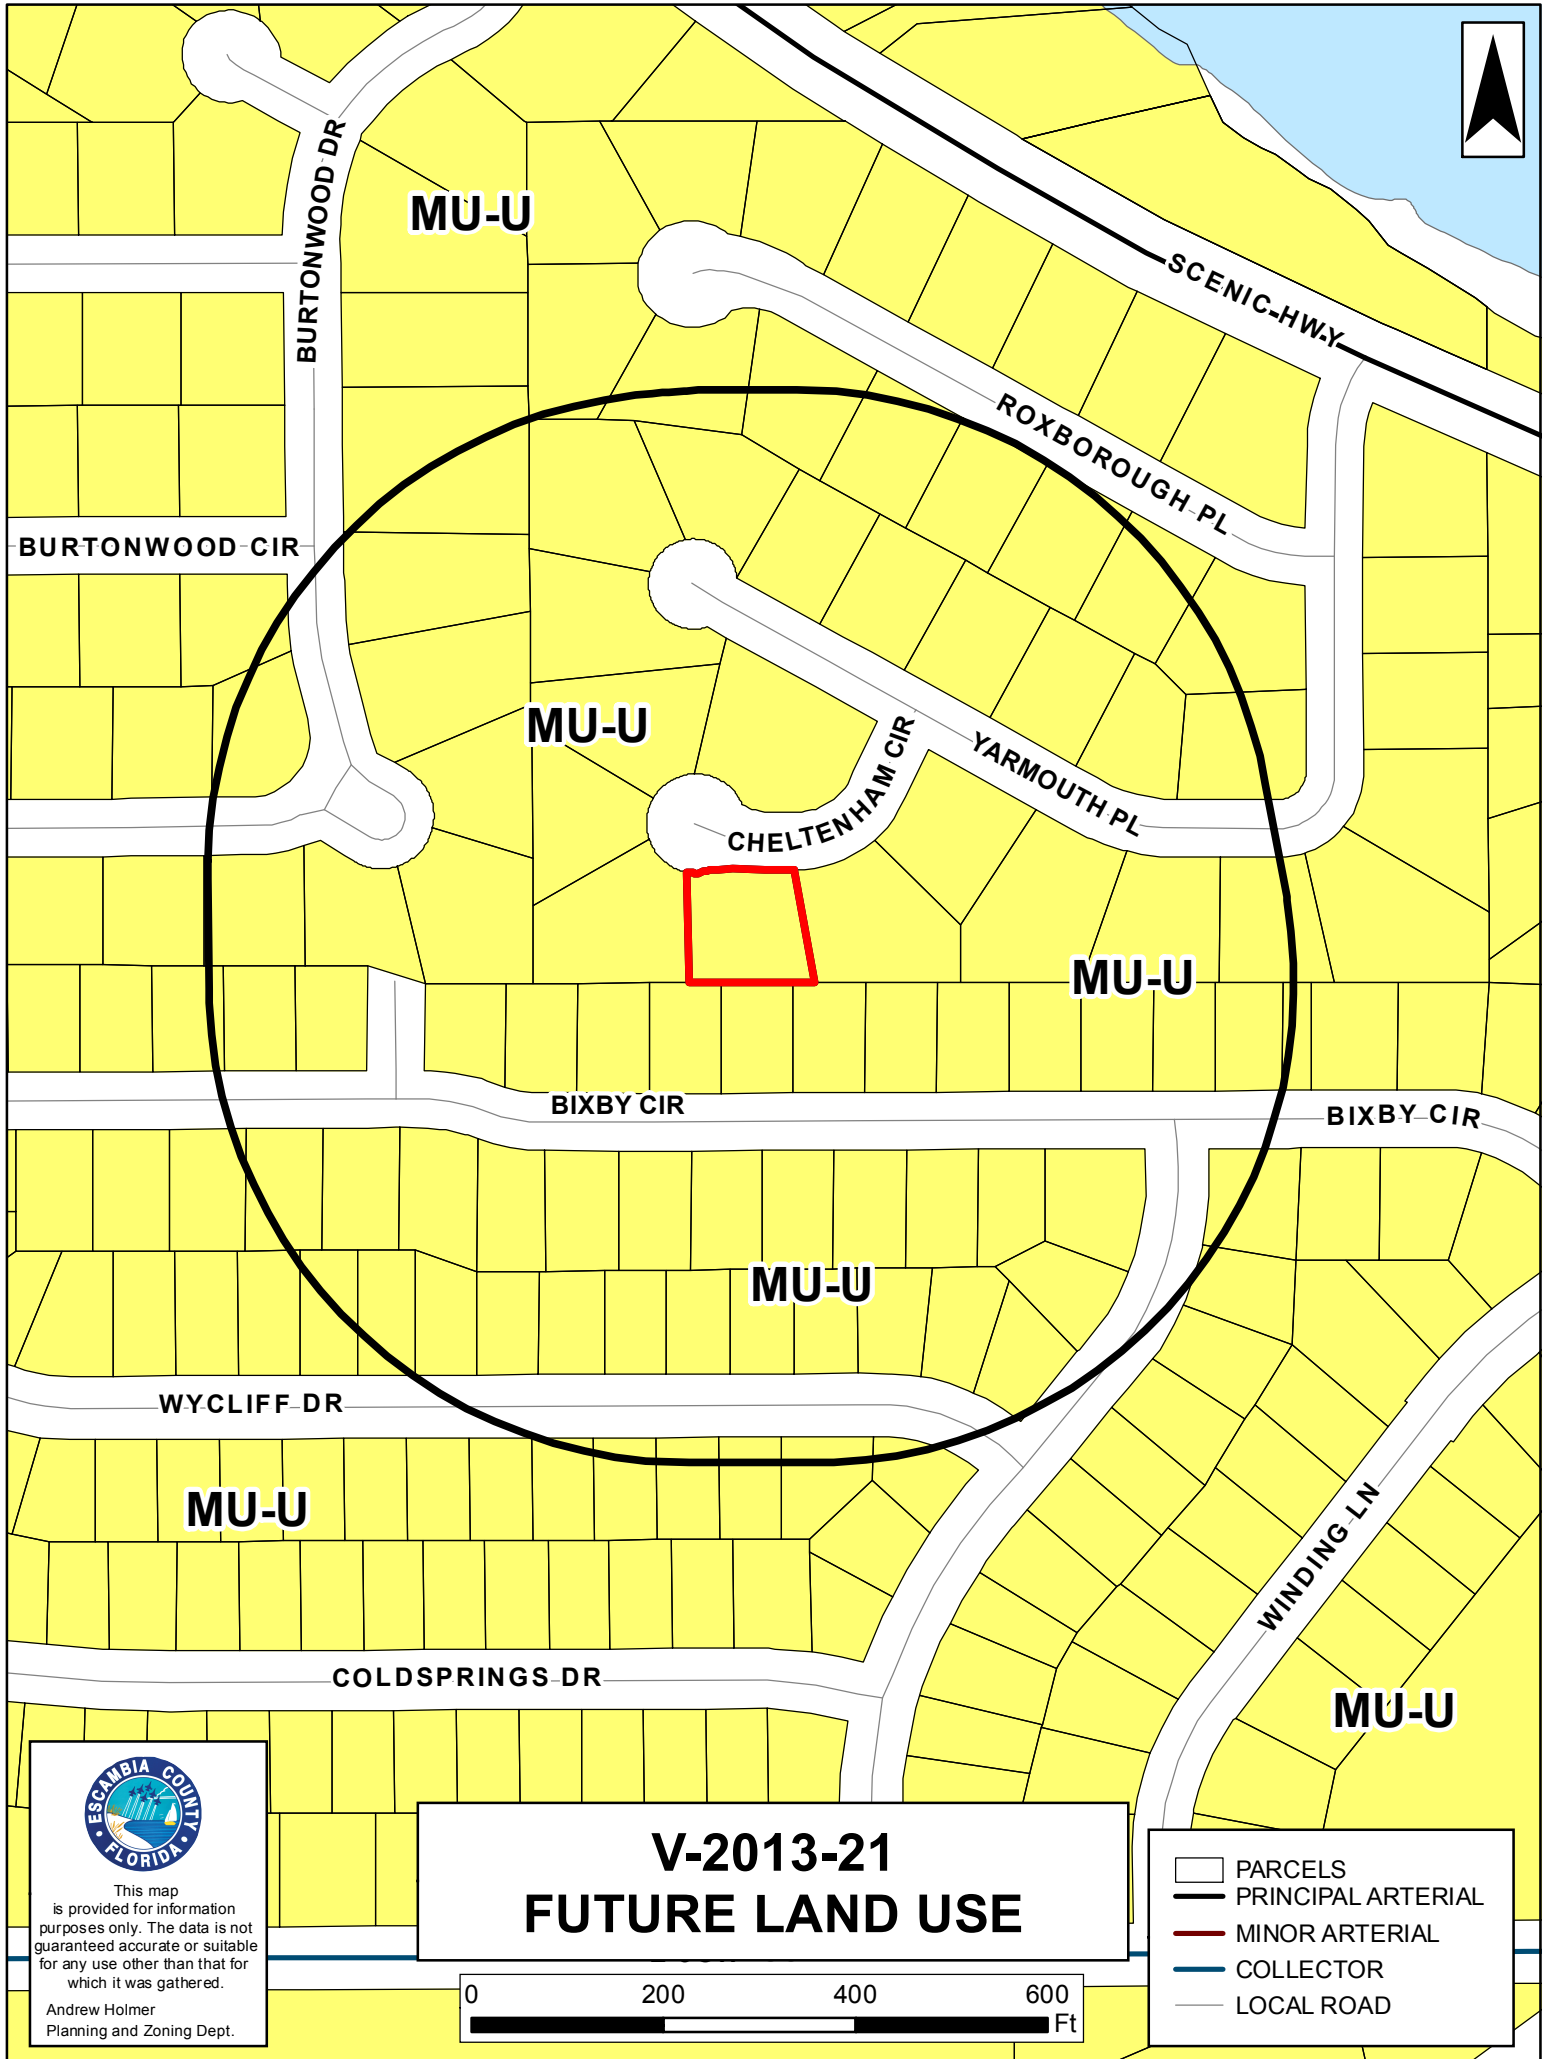 BURTONWOOD DR
MU-U
SCENIC HWY
ROXBOROUGH PL
BURTONWOOD CIR
MU-U
CHELTENHAM CIR
YARMOUTH PL
MU-U
BIXBY CIR
BIXBY CIR
MU-U
WYCLIFF DR
MU-U
WINDING LN
COLDSPRINGS DR
MU-U
ESCAMBIA COUNTY
FLORIDA
This map
is provided for information
purposes only. The data is not
guaranteed accurate or suitable
for any use other than that for
which it was gathered.
Andrew Holmer
Planning and Zoning Dept.
V-2013-21
FUTURE LAND USE
0 200 400 600
Ft
PARCELS
PRINCIPAL ARTERIAL
MINOR ARTERIAL
COLLECTOR
LOCAL ROAD